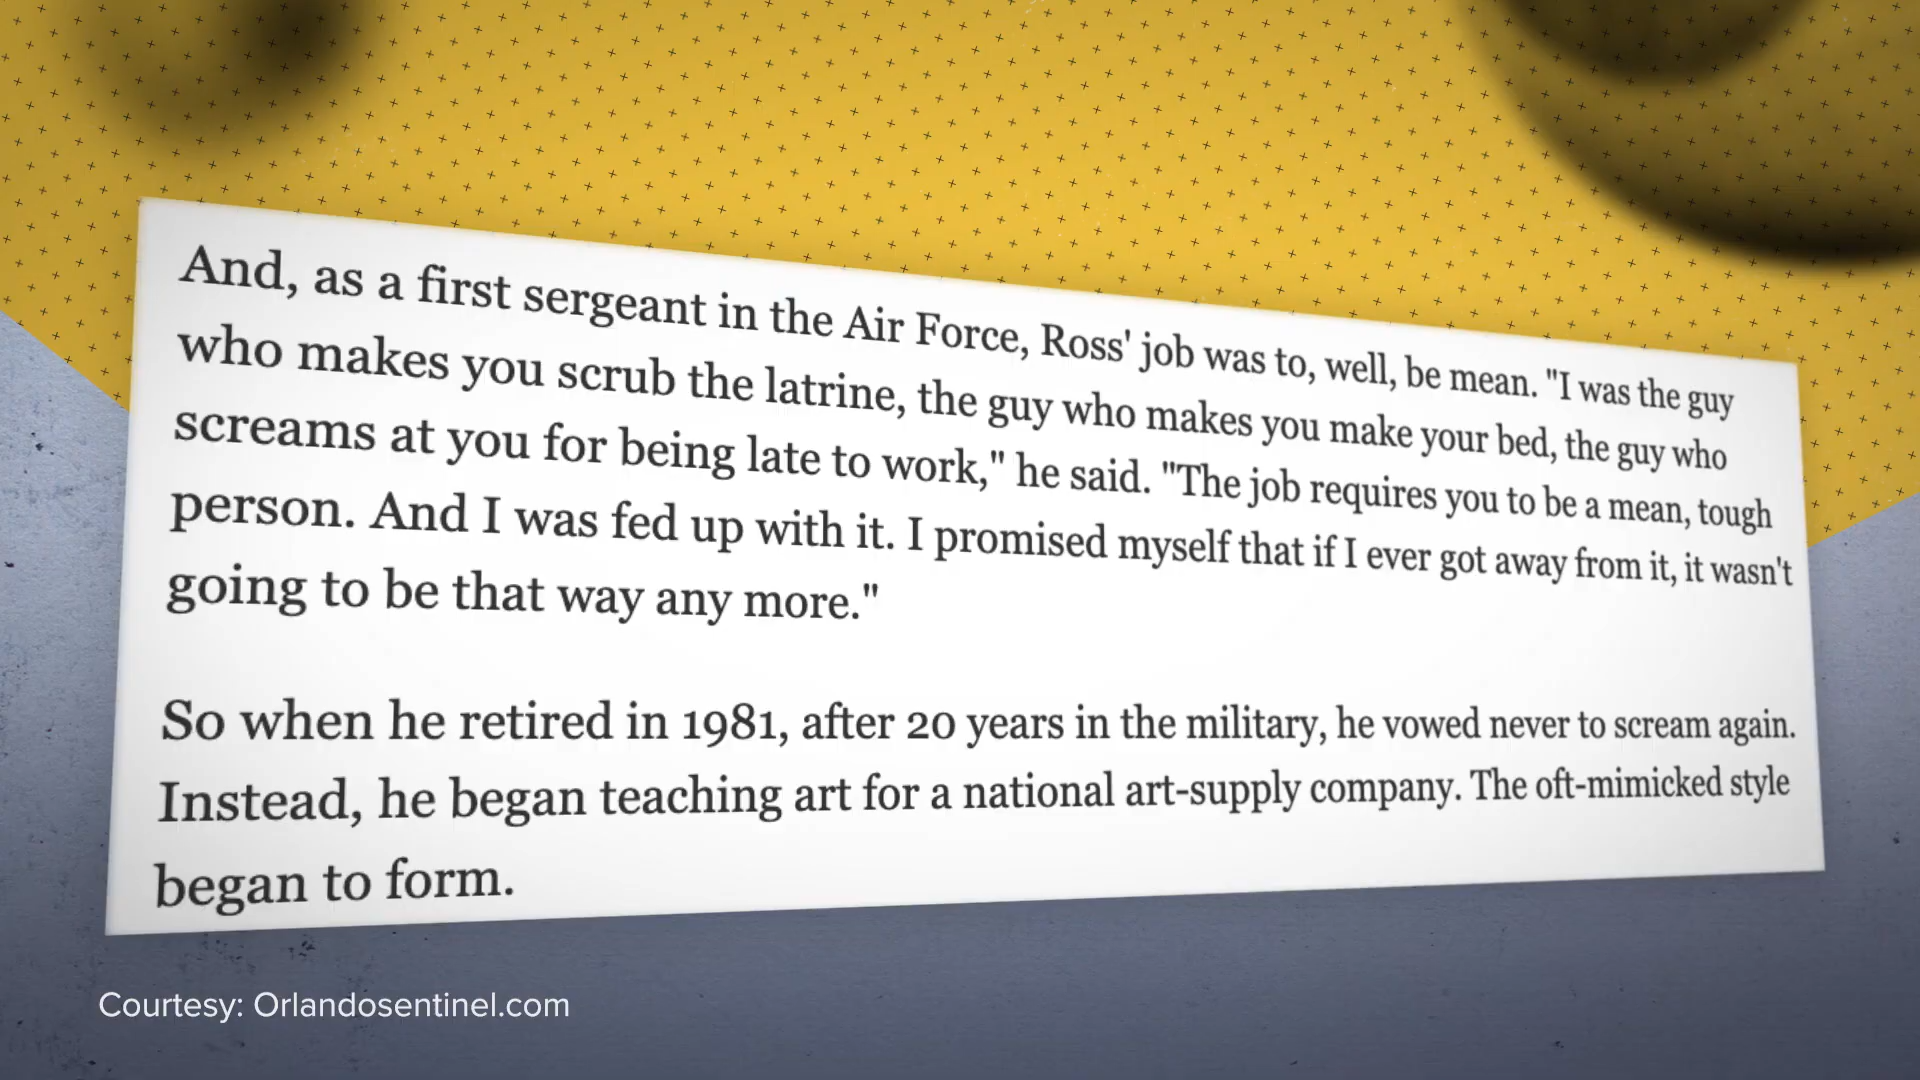 And, as a first sergeant in the Air Force, Ross' job was to, well, be mean. "I was the guy
who makes you scrub the latrine, the guy who makes you make your bed, the guy who
screams at you for being late to work," he said. "The job requires you to be a mean, tough
person. And I was fed up with it. I promised myself that if I ever got away from it, it wasn't
going to be that way any more."
So when he retired in 1981, after 20 years in the military, he vowed never to scream again.
Instead, he began teaching art for a national art-supply company. The oft-mimicked style
began to form.
Courtesy: Orlandosentinel.com